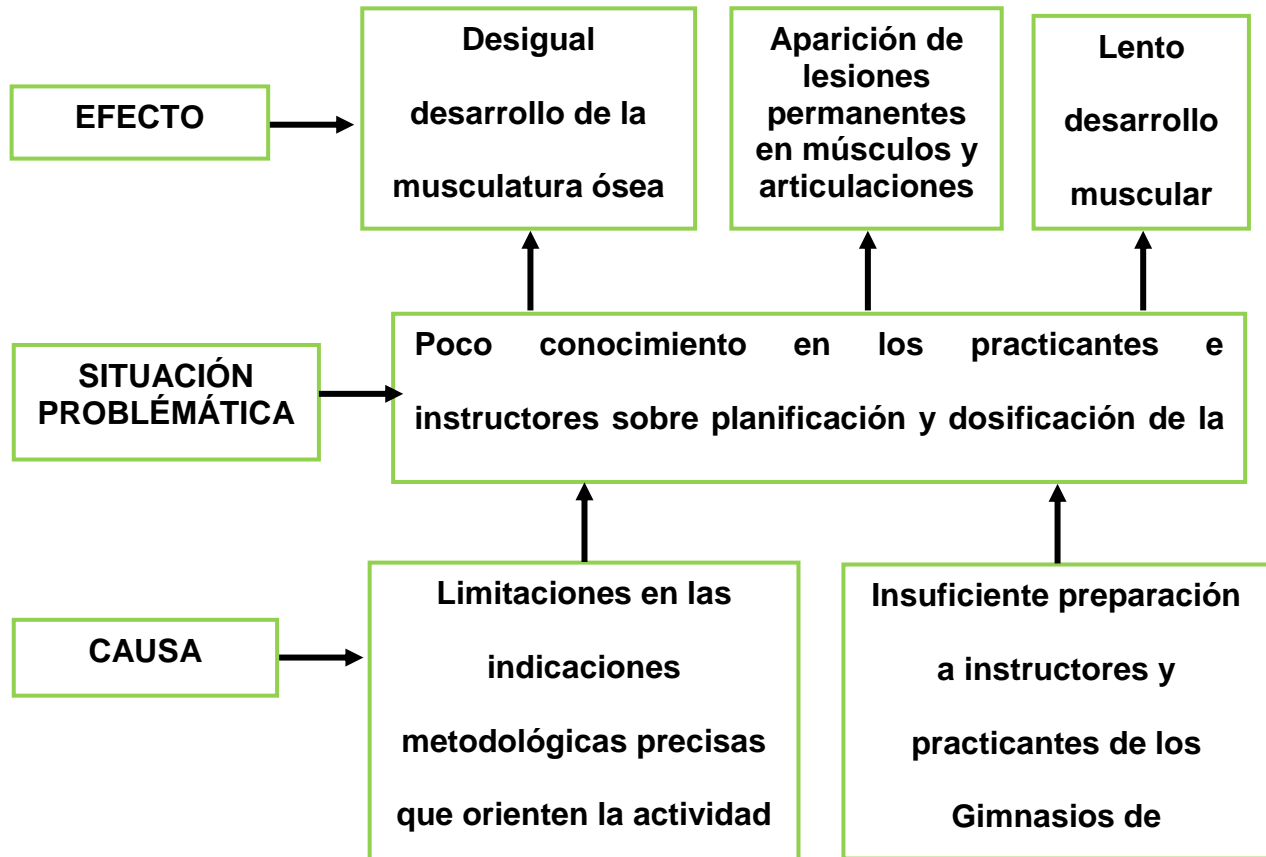 EFECTO
Desigual
desarrollo de la
musculatura ósea
Aparición de
lesiones
permanentes
en músculos y
articulaciones
Lento
desarrollo
muscular
SITUACIÓN
PROBLÉMÁTICA
Poco conocimiento en los practicantes e
instructores sobre planificación y dosificación de la
CAUSA
Limitaciones en las
indicaciones
metodológicas precisas
que orienten la actividad
Insuficiente preparación
a instructores y
practicantes de los
Gimnasios de